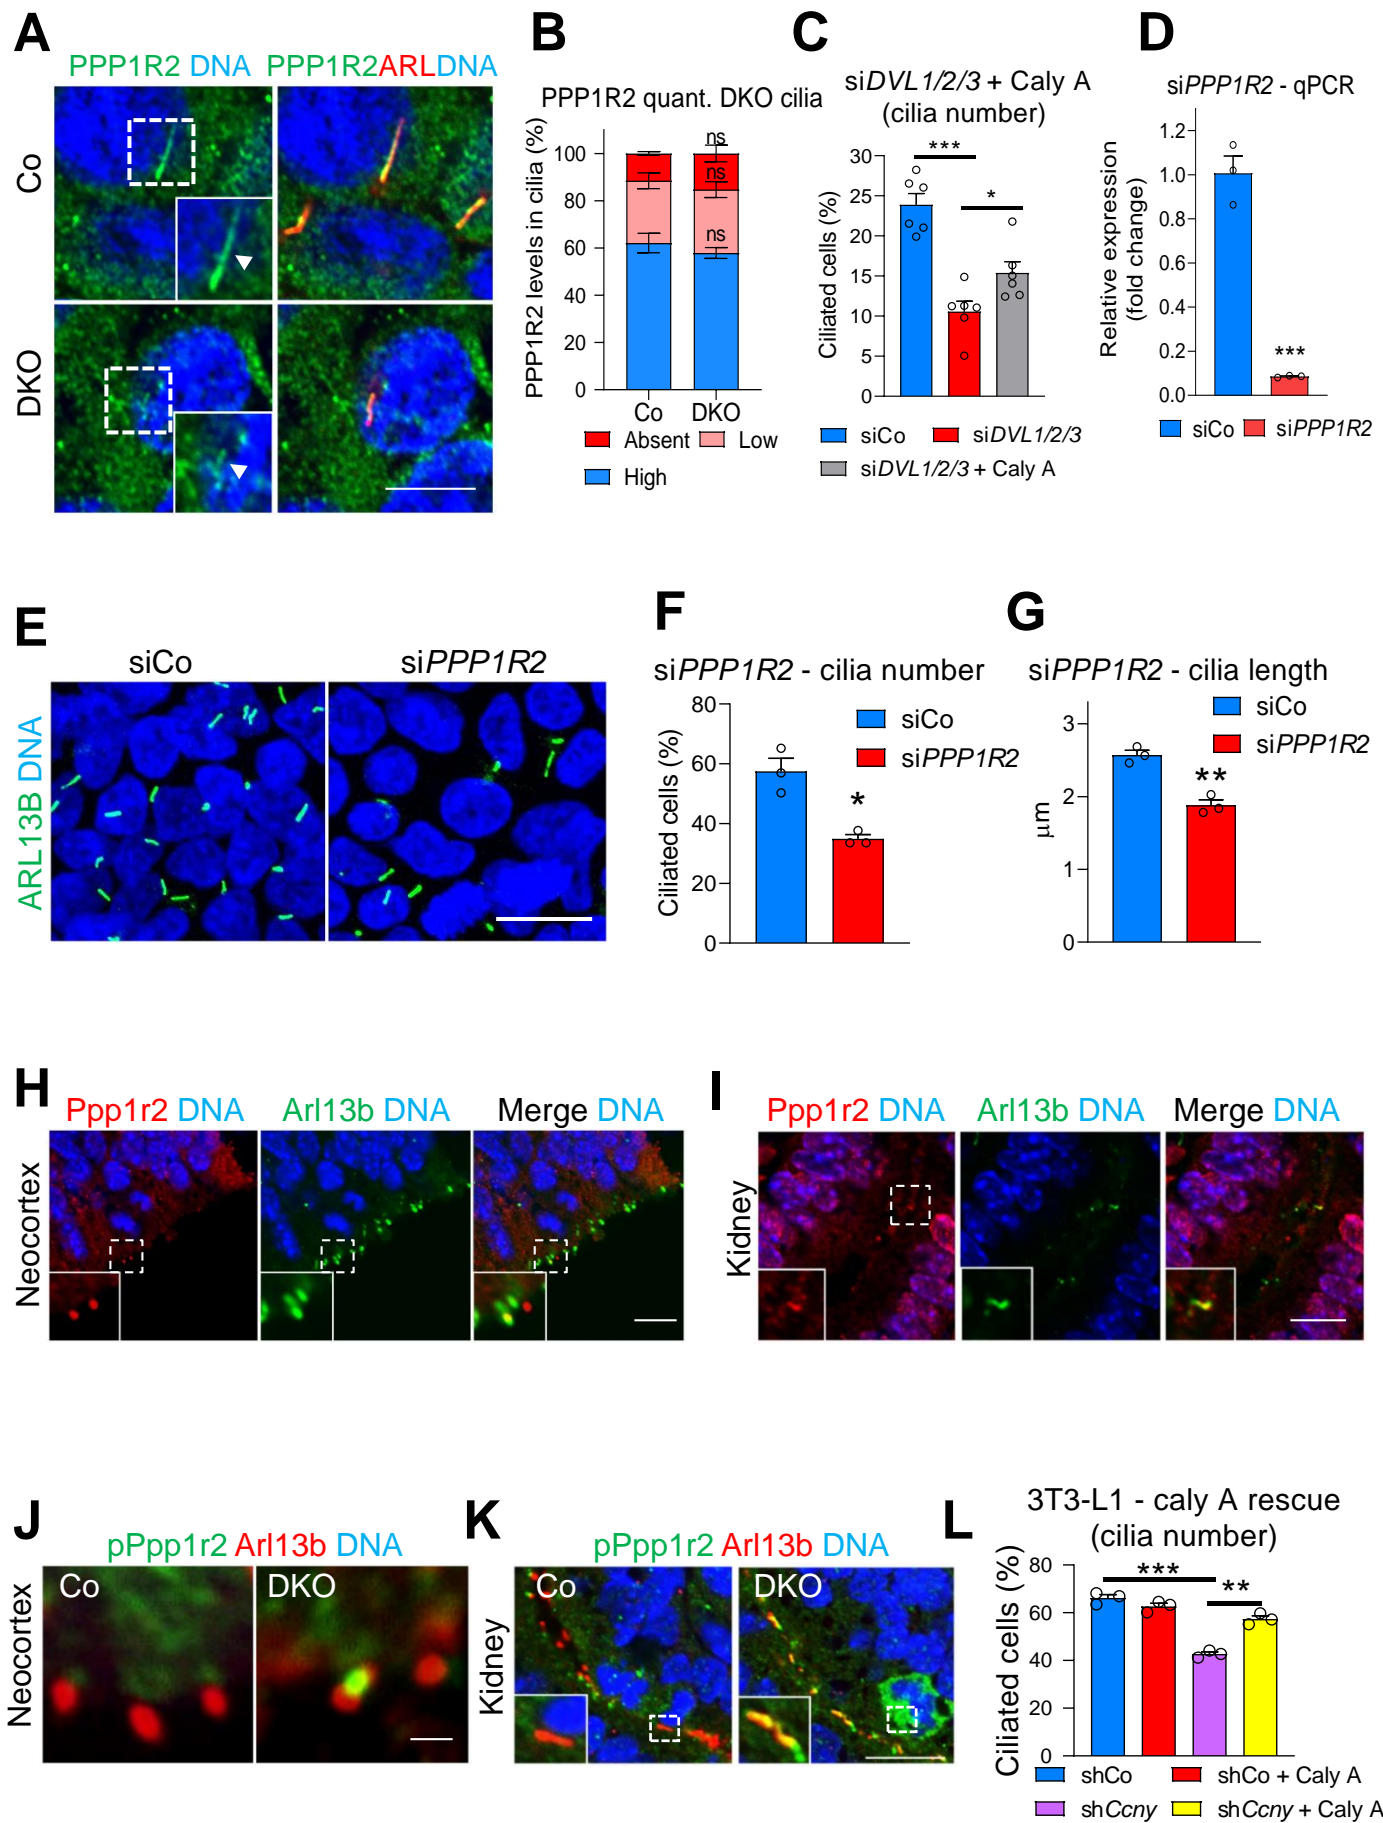 A
PPP1R2 DNA PPP1R2ARLDNA
Co
DKO
B
PPP1R2 quant. DKO cilia
PPP1R2 levels in cilia (%)
100
80
60
40
20
0
ns
ns
ns
Co DKO
Absent Low
High
C
siDVL1/2/3 + Caly A
(cilia number)
Ciliated cells (%)
30
25
20
15
10
5
0
***
*
siCo siDVL1/2/3
siDVL1/2/3 + Caly A
D
siPPP1R2 - qPCR
Relative expression
(fold change)
1.2
1.0
0.8
0.6
0.4
0.2
0.0
***
siCo siPPP1R2
E
siCo siPPP1R2
ARL13B DNA
F
siPPP1R2 - cilia number
Ciliated cells (%)
80
60
40
20
0
siCo
siPPP1R2
*
G
siPPP1R2 - cilia length
µm
3
2
1
0
siCo
siPPP1R2
**
H
Ppp1r2 DNA Arl13b DNA Merge DNA
Neocortex
I
Ppp1r2 DNA Arl13b DNA Merge DNA
Kidney
J
pPpp1r2 Arl13b DNA
Neocortex
Co DKO
K
pPpp1r2 Arl13b DNA
Kidney
Co DKO
L
3T3-L1 - caly A rescue
(cilia number)
Ciliated cells (%)
80
60
40
20
0
***
**
shCo shCo + Caly A
shCcny shCcny + Caly A